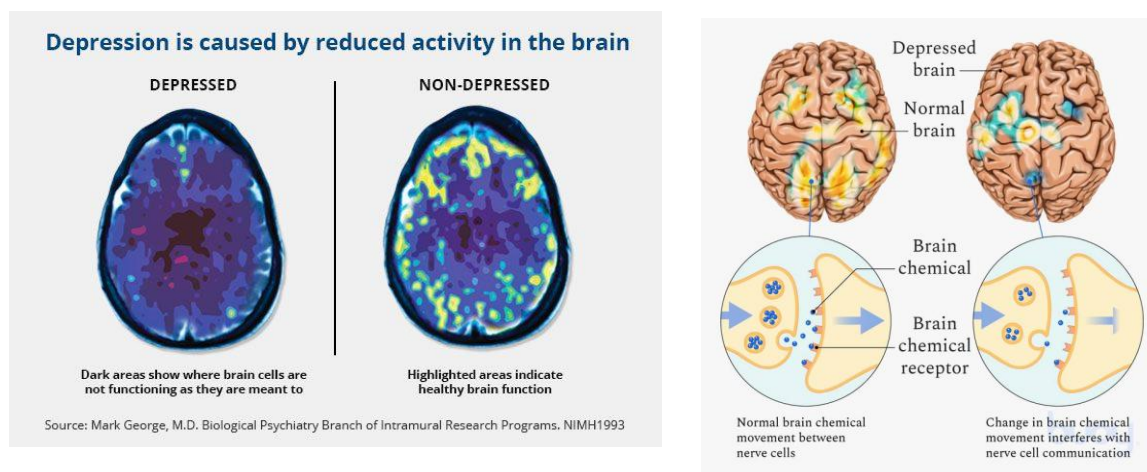 Depression is caused by reduced activity in the brain
DEPRESSED
NON-DEPRESSED
Dark areas show where brain cells are
not functioning as they are meant to
Highlighted areas indicate
healthy brain function
Source: Mark George, M.D. Biological Psychiatry Branch of Intramural Research Programs. NIMH1993
Depressed
brain
Normal
brain
Brain
chemical
Brain
chemical
receptor
Normal brain chemical
movement between
nerve cells
Change in brain chemical
movement interferes with
nerve cell communication